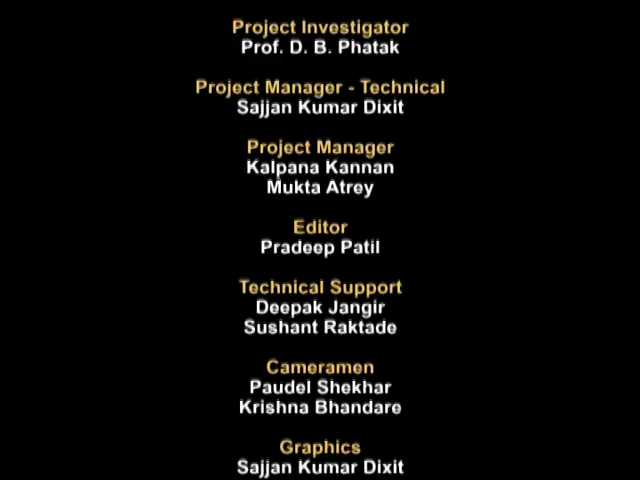 Project Investigator
Prof. D. B. Phatak
Project Manager - Technical
Sajjan Kumar Dixit
Project Manager
Kalpana Kannan
Mukta Atrey
Editor
Pradeep Patil
Technical Support
Deepak Jangir
Sushant Raktade
Cameramen
Paudel Shekhar
Krishna Bhandare
Graphics
Sajjan Kumar Dixit